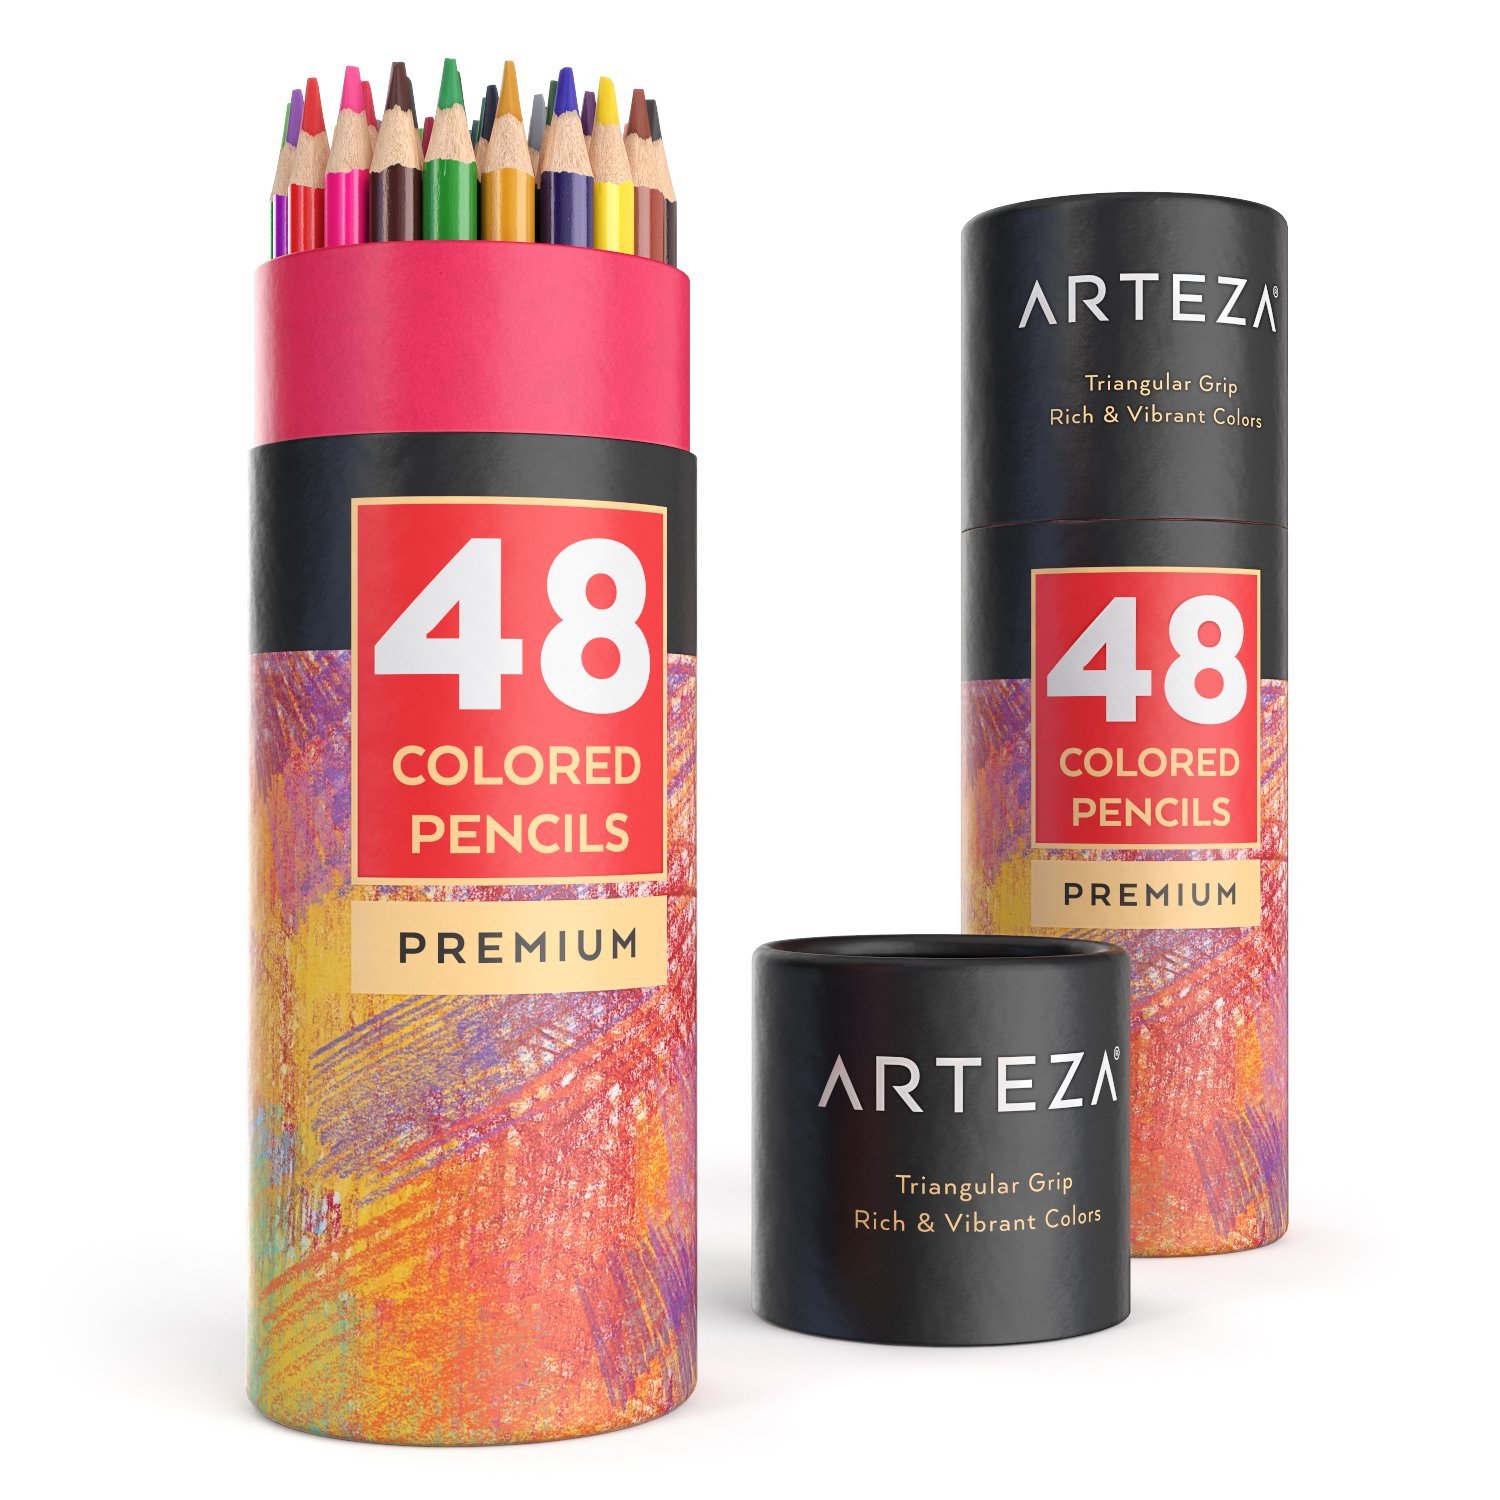 48
COLORED
PENCILS
PREMIUM
ARTEZA®
Triangular Grip
Rich & Vibrant Colors
48
COLORED
PENCILS
PREMIUM
ARTEZA®
Triangular Grip
Rich & Vibrant Colors